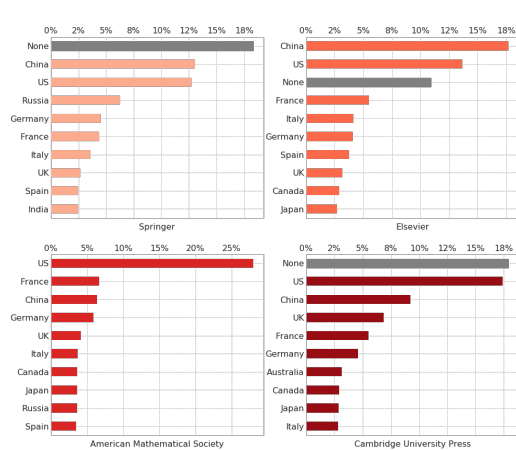 0% 2% 5% 8% 10% 12% 15% 18%
None
China
US
Russia
Germany
France
Italy
UK
Spain
India
Springer
0% 2% 5% 8% 10% 12% 15% 18%
China
US
None
France
Italy
Germany
Spain
UK
Canada
Japan
Elsevier
0% 5% 10% 15% 20% 25%
US
France
China
Germany
UK
Italy
Canada
Japan
Russia
Spain
American Mathematical Society
0% 2% 5% 8% 10% 12% 15% 18%
None
US
China
UK
France
Germany
Australia
Canada
Japan
Italy
Cambridge University Press